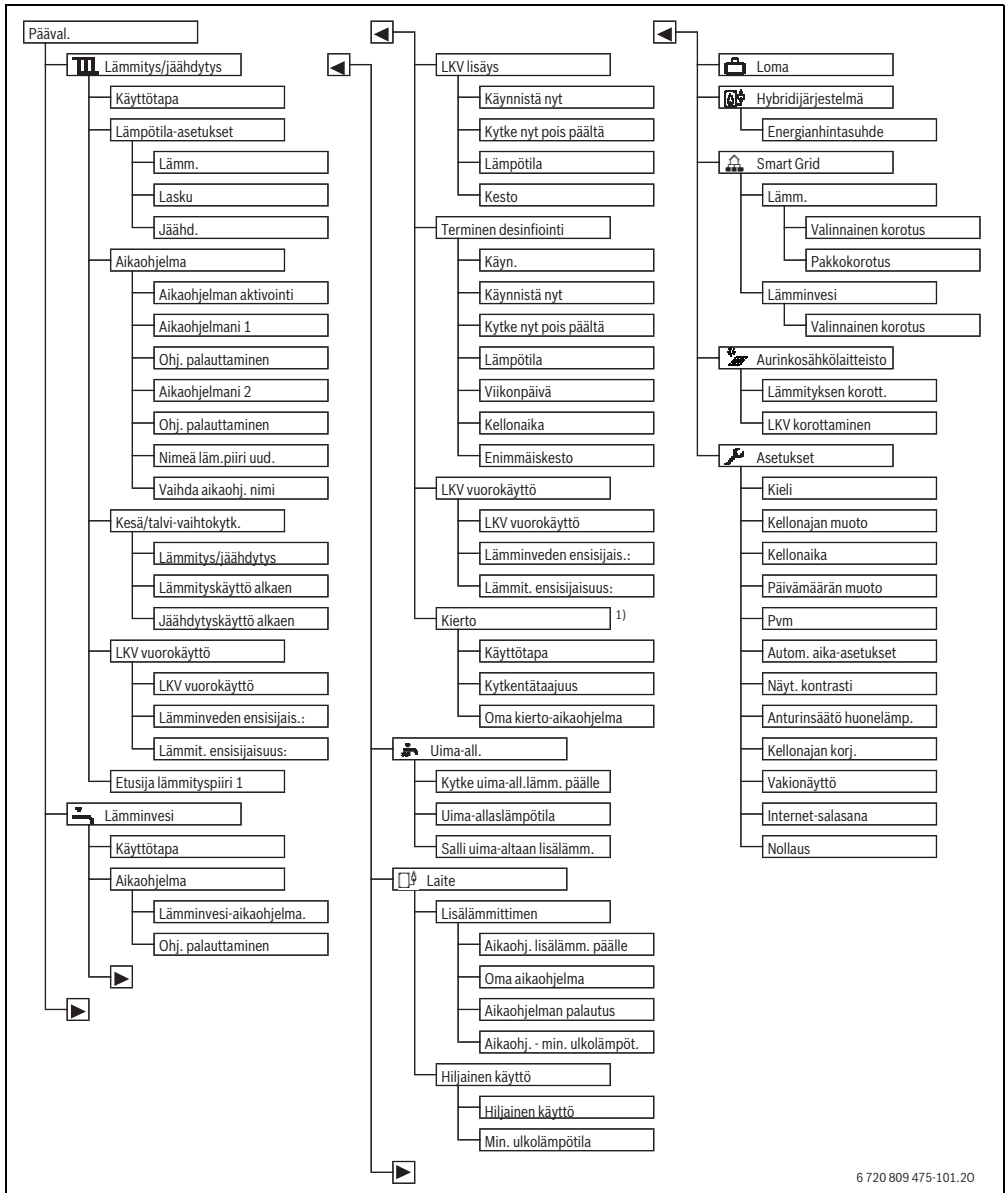 Pääval.
Lämmitys/jäähdytys
Käyttötapa
Lämpötila-asetukset
Lämm.
Lasku
Jäähd.
Aikaohjelma
Aikaohjelman aktivointi
Aikaohjelmani 1
Ohj. palauttaminen
Aikaohjelmani 2
Ohj. palauttaminen
Nimeä läm.piiri uud.
Vaihda aikaohj. nimi
Kesä/talvi-vaihtokytk.
Lämmitys/jäähdytys
Lämmityskäyttö alkaen
Jäähdytyskäyttö alkaen
LKV vuorokäyttö
LKV vuorokäyttö
Lämminveden ensisijais.:
Lämmit. ensisijaisuus:
Etusija lämmityspiiri 1
Lämminvesi
Käyttötapa
Aikaohjelma
Lämminvesi-aikaohjelma.
Ohj. palauttaminen
LKV lisäys
Käynnistä nyt
Kytke nyt pois päältä
Lämpötila
Kesto
Terminen desinfiointi
Käyn.
Käynnistä nyt
Kytke nyt pois päältä
Lämpötila
Viikonpäivä
Kellonaika
Enimmäiskesto
LKV vuorokäyttö
LKV vuorokäyttö
Lämminveden ensisijais.:
Lämmit. ensisijaisuus:
Kierto 1)
Käyttötapa
Kytkentätaajuus
Oma kierto-aikaohjelma
Uima-all.
Kytke uima-all.lämm. päälle
Uima-allaslämpötila
Salli uima-altaan lisälämm.
Laite
Lisälämmittimen
Aikaohj. lisälämm. päälle
Oma aikaohjelma
Aikaohjelman palautus
Aikaohj. - min. ulkolämpöt.
Hiljainen käyttö
Hiljainen käyttö
Min. ulkolämpötila
Loma
Hybridijärjestelmä
Energianhintasuhde
Smart Grid
Lämm.
Valinnainen korotus
Pakkokorotus
Lämminvesi
Valinnainen korotus
Aurinkosähkölaitteisto
Lämmityksen korott.
LKV korottaminen
Asetukset
Kieli
Kellonajan muoto
Kellonaika
Päivämäärän muoto
Pvm
Autom. aika-asetukset
Näyt. kontrasti
Anturinsäätö huonelämp.
Kellonajan korj.
Vakionäyttö
Internet-salasana
Nollaus
6 720 809 475-101.2O